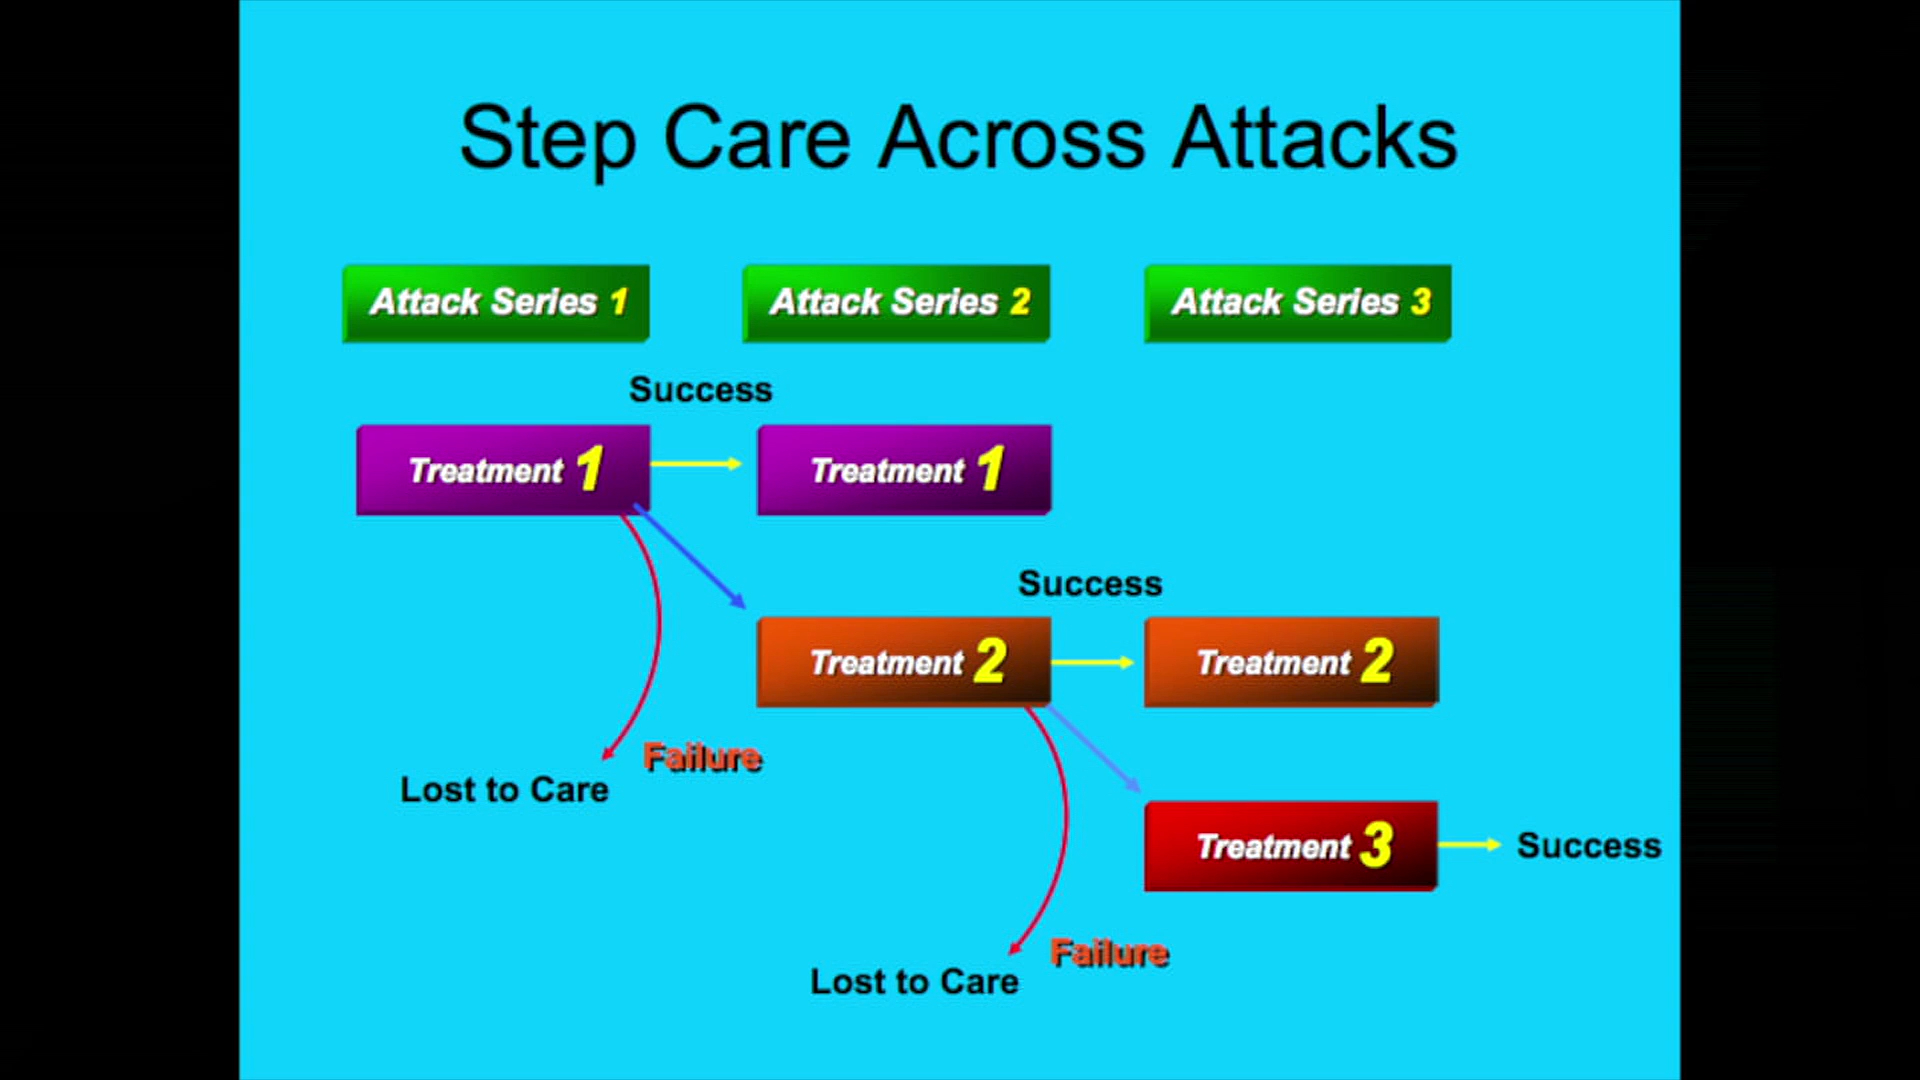 Step Care Across Attacks
Attack Series 1
Attack Series 2
Attack Series 3
Success
Treatment 1
Treatment 1
Success
Treatment 2
Treatment 2
Failure
Lost to Care
Treatment 3
Success
Failure
Lost to Care